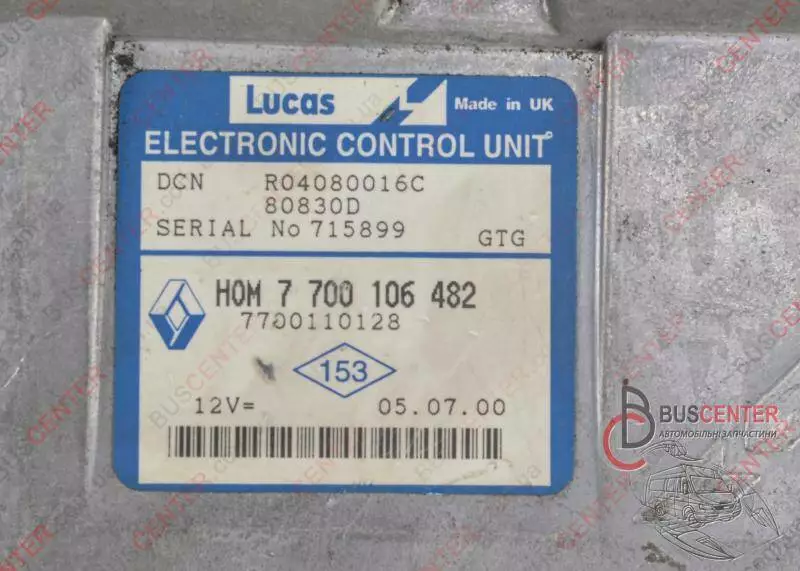 Lucas
Made in UK
ELECTRONIC CONTROL UNIT
DCN R04080016C
80830D
SERIAL No 715899 GTG
HOM 7 700 106 482
7700110128
153
12V= 05.07.00
BUSCENTER
АВТОМОБІЛЬНІ ЗАПЧАСТИНИ